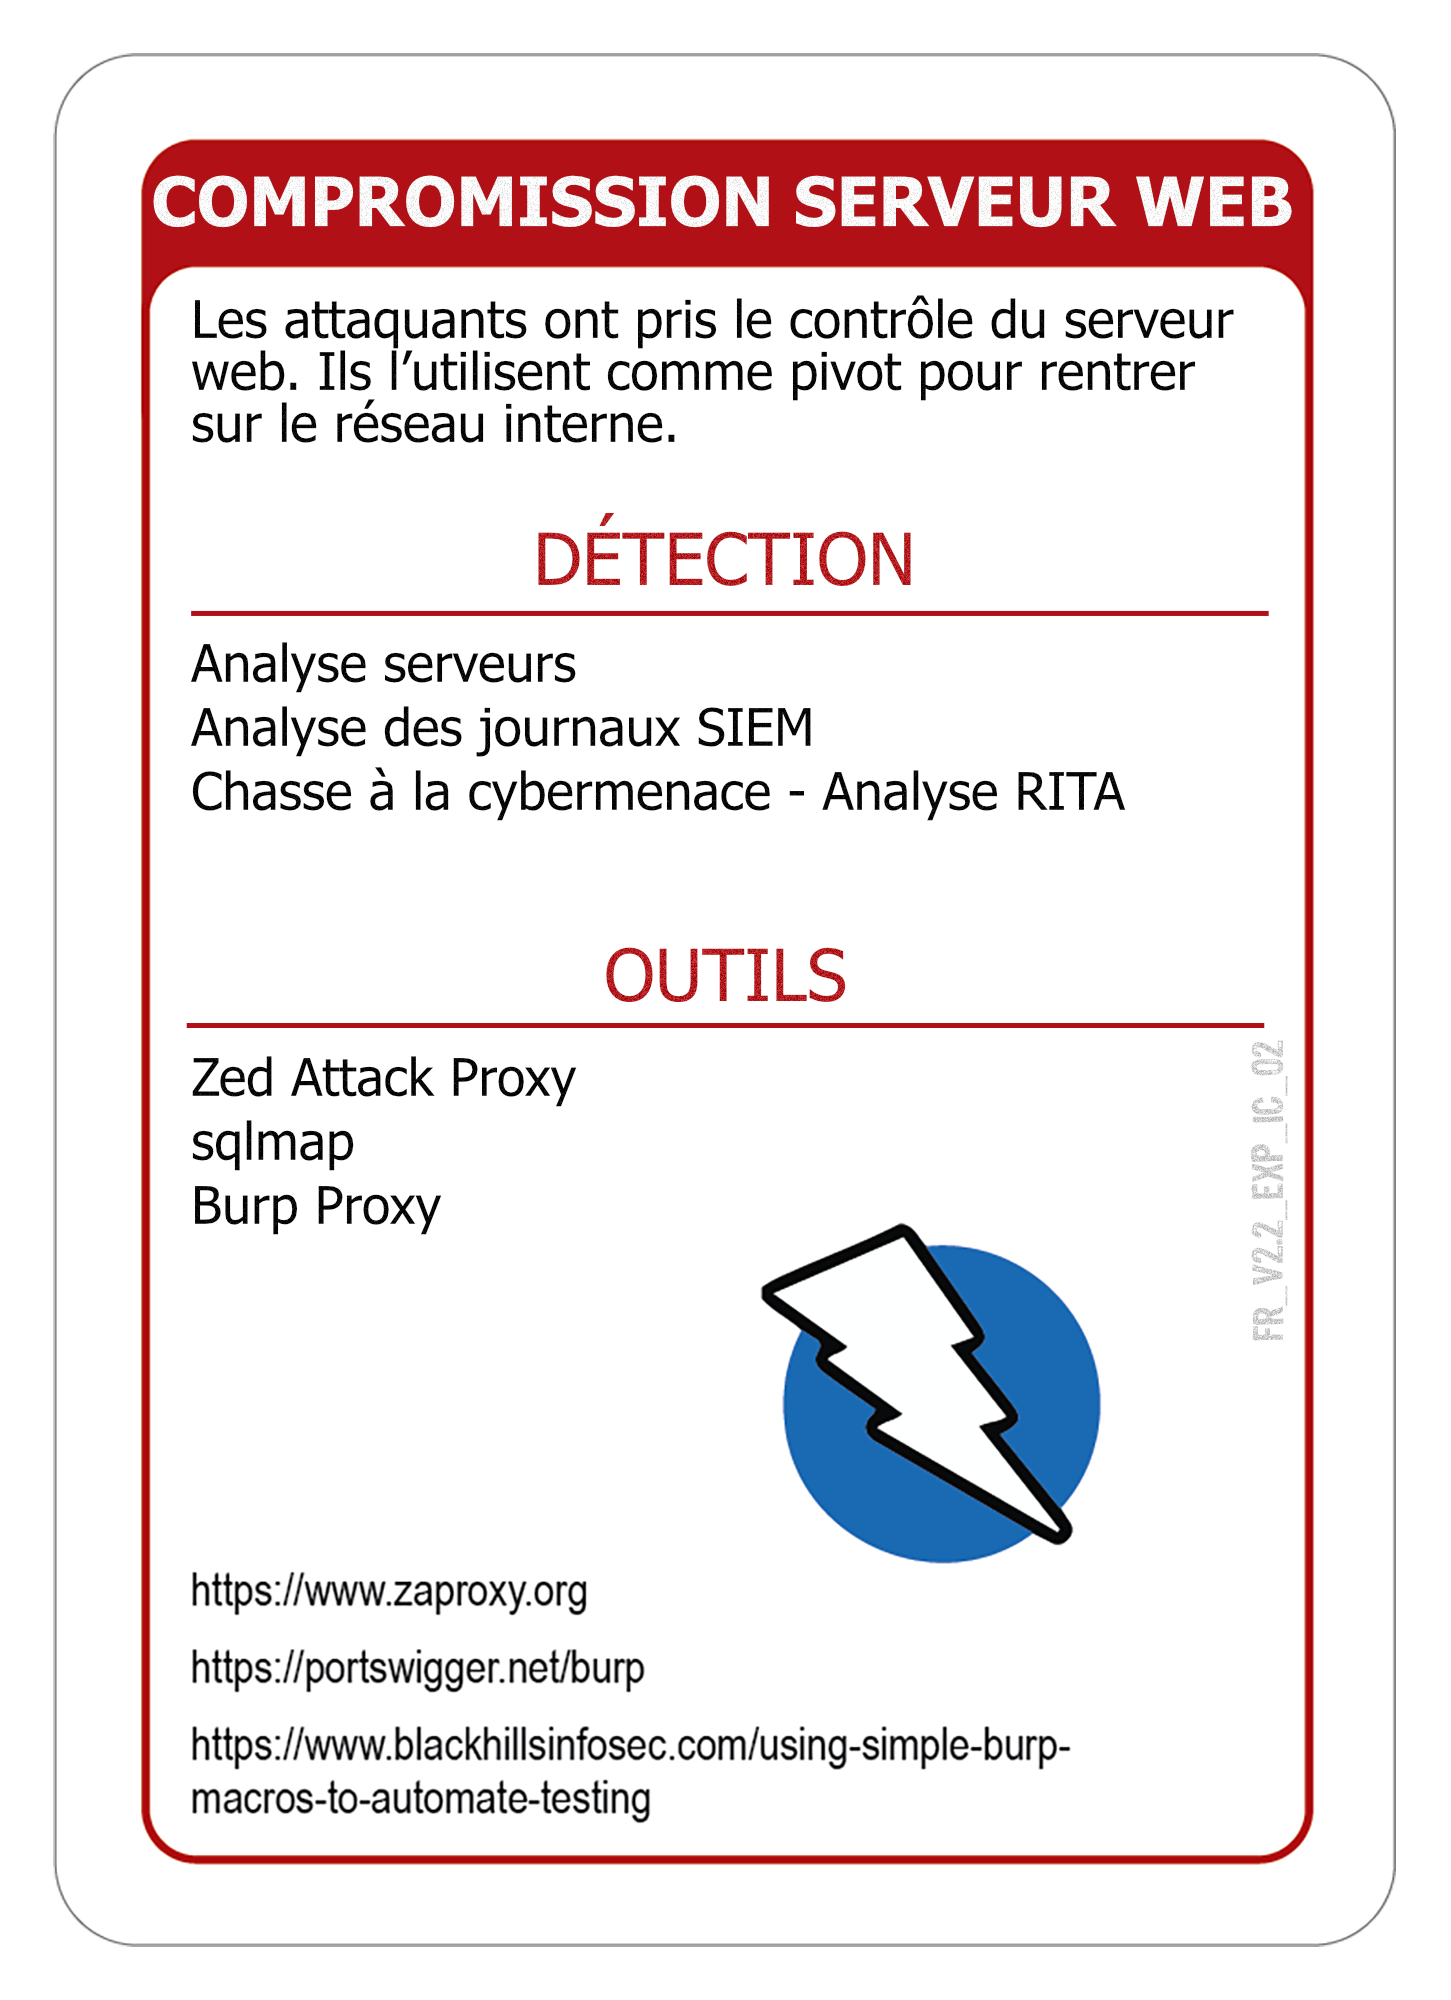 COMPROMISSION SERVEUR WEB
Les attaquants ont pris le contrôle du serveur
web. Ils l’utilisent comme pivot pour rentrer
sur le réseau interne.
DÉTECTION
Analyse serveurs
Analyse des journaux SIEM
Chasse à la cybermenace - Analyse RITA
OUTILS
Zed Attack Proxy
sqlmap
Burp Proxy
FR_V2.2_EXP_IC_02
https://www.zaproxy.org
https://portswigger.net/burp
https://www.blackhillsinfosec.com/using-simple-burp-
macros-to-automate-testing